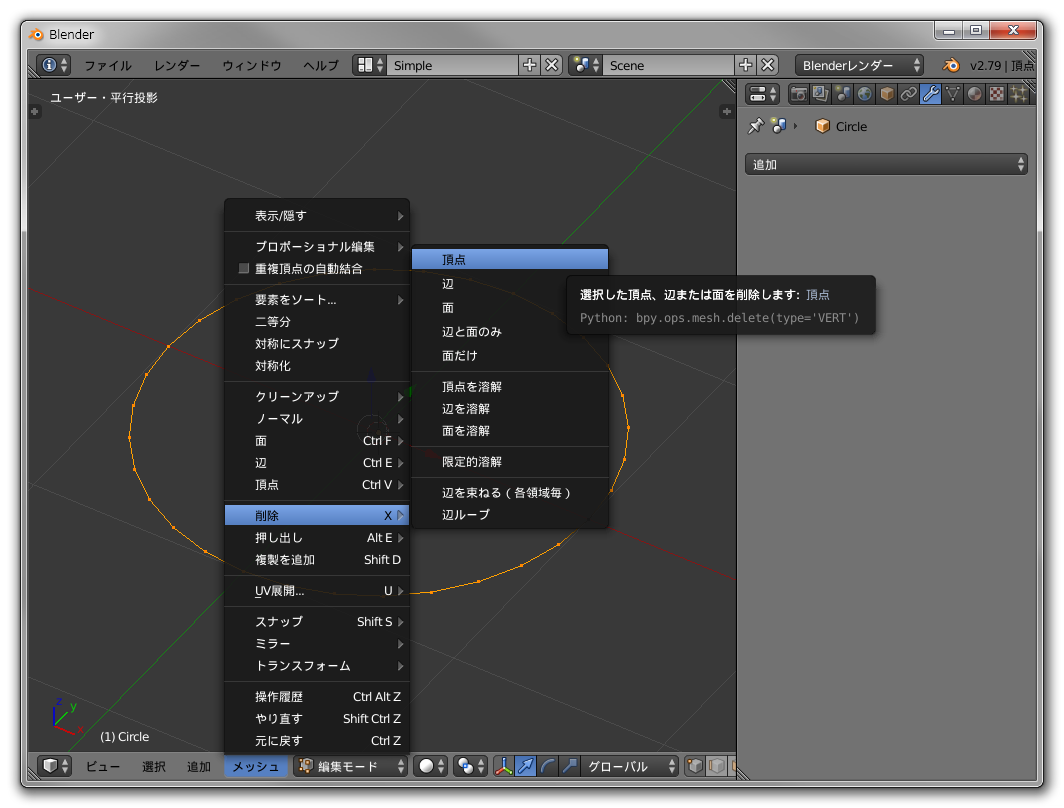 Blender
ファイル レンダー ウィンドウ ヘルプ Simple Scene Blenderレンダー v2.79 | 頂点
ユーザー・平行投影
Circle
追加
表示/隠す
プロポーショナル編集
重複頂点の自動結合
要素をソート...
二等分
対称にスナップ
対称化
クリーンアップ
ノーマル
面 Ctrl F
辺 Ctrl E
頂点 Ctrl V
削除 X
押し出し Alt E
複製を追加 Shift D
UV展開... U
スナップ Shift S
ミラー
トランスフォーム
操作履歴 Ctrl Alt Z
やり直す Shift Ctrl Z
元に戻す Ctrl Z
頂点
辺
面
辺と面のみ
面だけ
頂点を溶解
辺を溶解
面を溶解
限定的溶解
辺を束ねる(各領域毎)
辺ループ
選択した頂点、辺または面を削除します: 頂点
Python: bpy.ops.mesh.delete(type='VERT')
z
y
x
(1) Circle
ビュー 選択 追加 メッシュ 編集モード グローバル